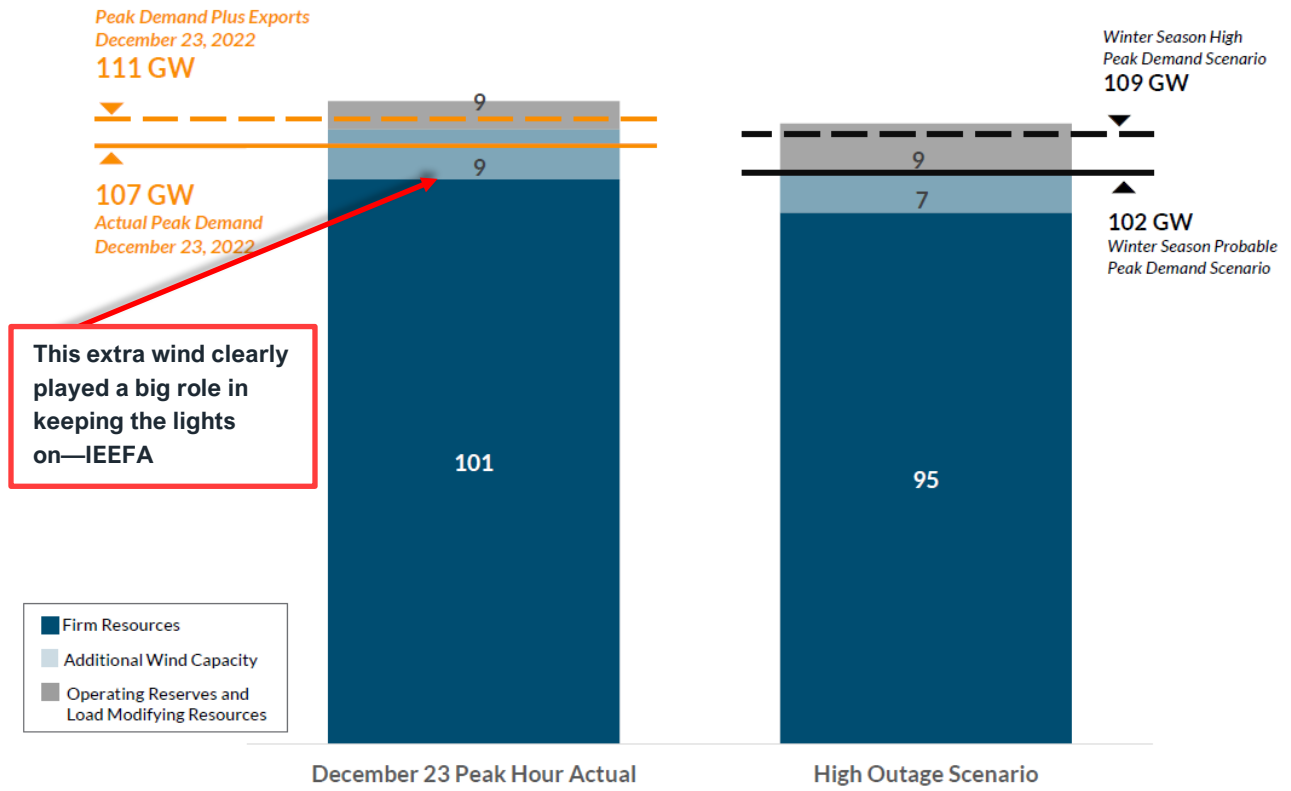 Peak Demand Plus Exports
December 23, 2022
111 GW
107 GW
Actual Peak Demand
December 23, 2022
This extra wind clearly
played a big role in
keeping the lights
on—IEEFA
9
9
101
Winter Season High
Peak Demand Scenario
109 GW
9
7
95
102 GW
Winter Season Probable
Peak Demand Scenario
Firm Resources
Additional Wind Capacity
Operating Reserves and
Load Modifying Resources
December 23 Peak Hour Actual
High Outage Scenario